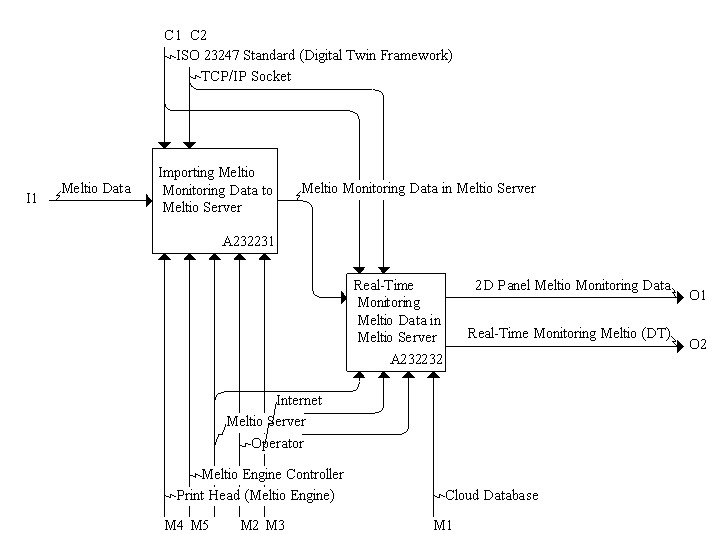 C1 C2
ISO 23247 Standard (Digital Twin Framework)
TCP/IP Socket
Importing Meltio
Monitoring Data to
Meltio Server
A232231
Meltio Data
I1
Meltio Monitoring Data in Meltio Server
Real-Time
Monitoring
Meltio Data in
Meltio Server
A232232
2D Panel Meltio Monitoring Data
O1
Real-Time Monitoring Meltio (DT)
O2
Internet
Meltio Server
Operator
Meltio Engine Controller
Print Head (Meltio Engine)
Cloud Database
M4 M5 M2 M3 M1